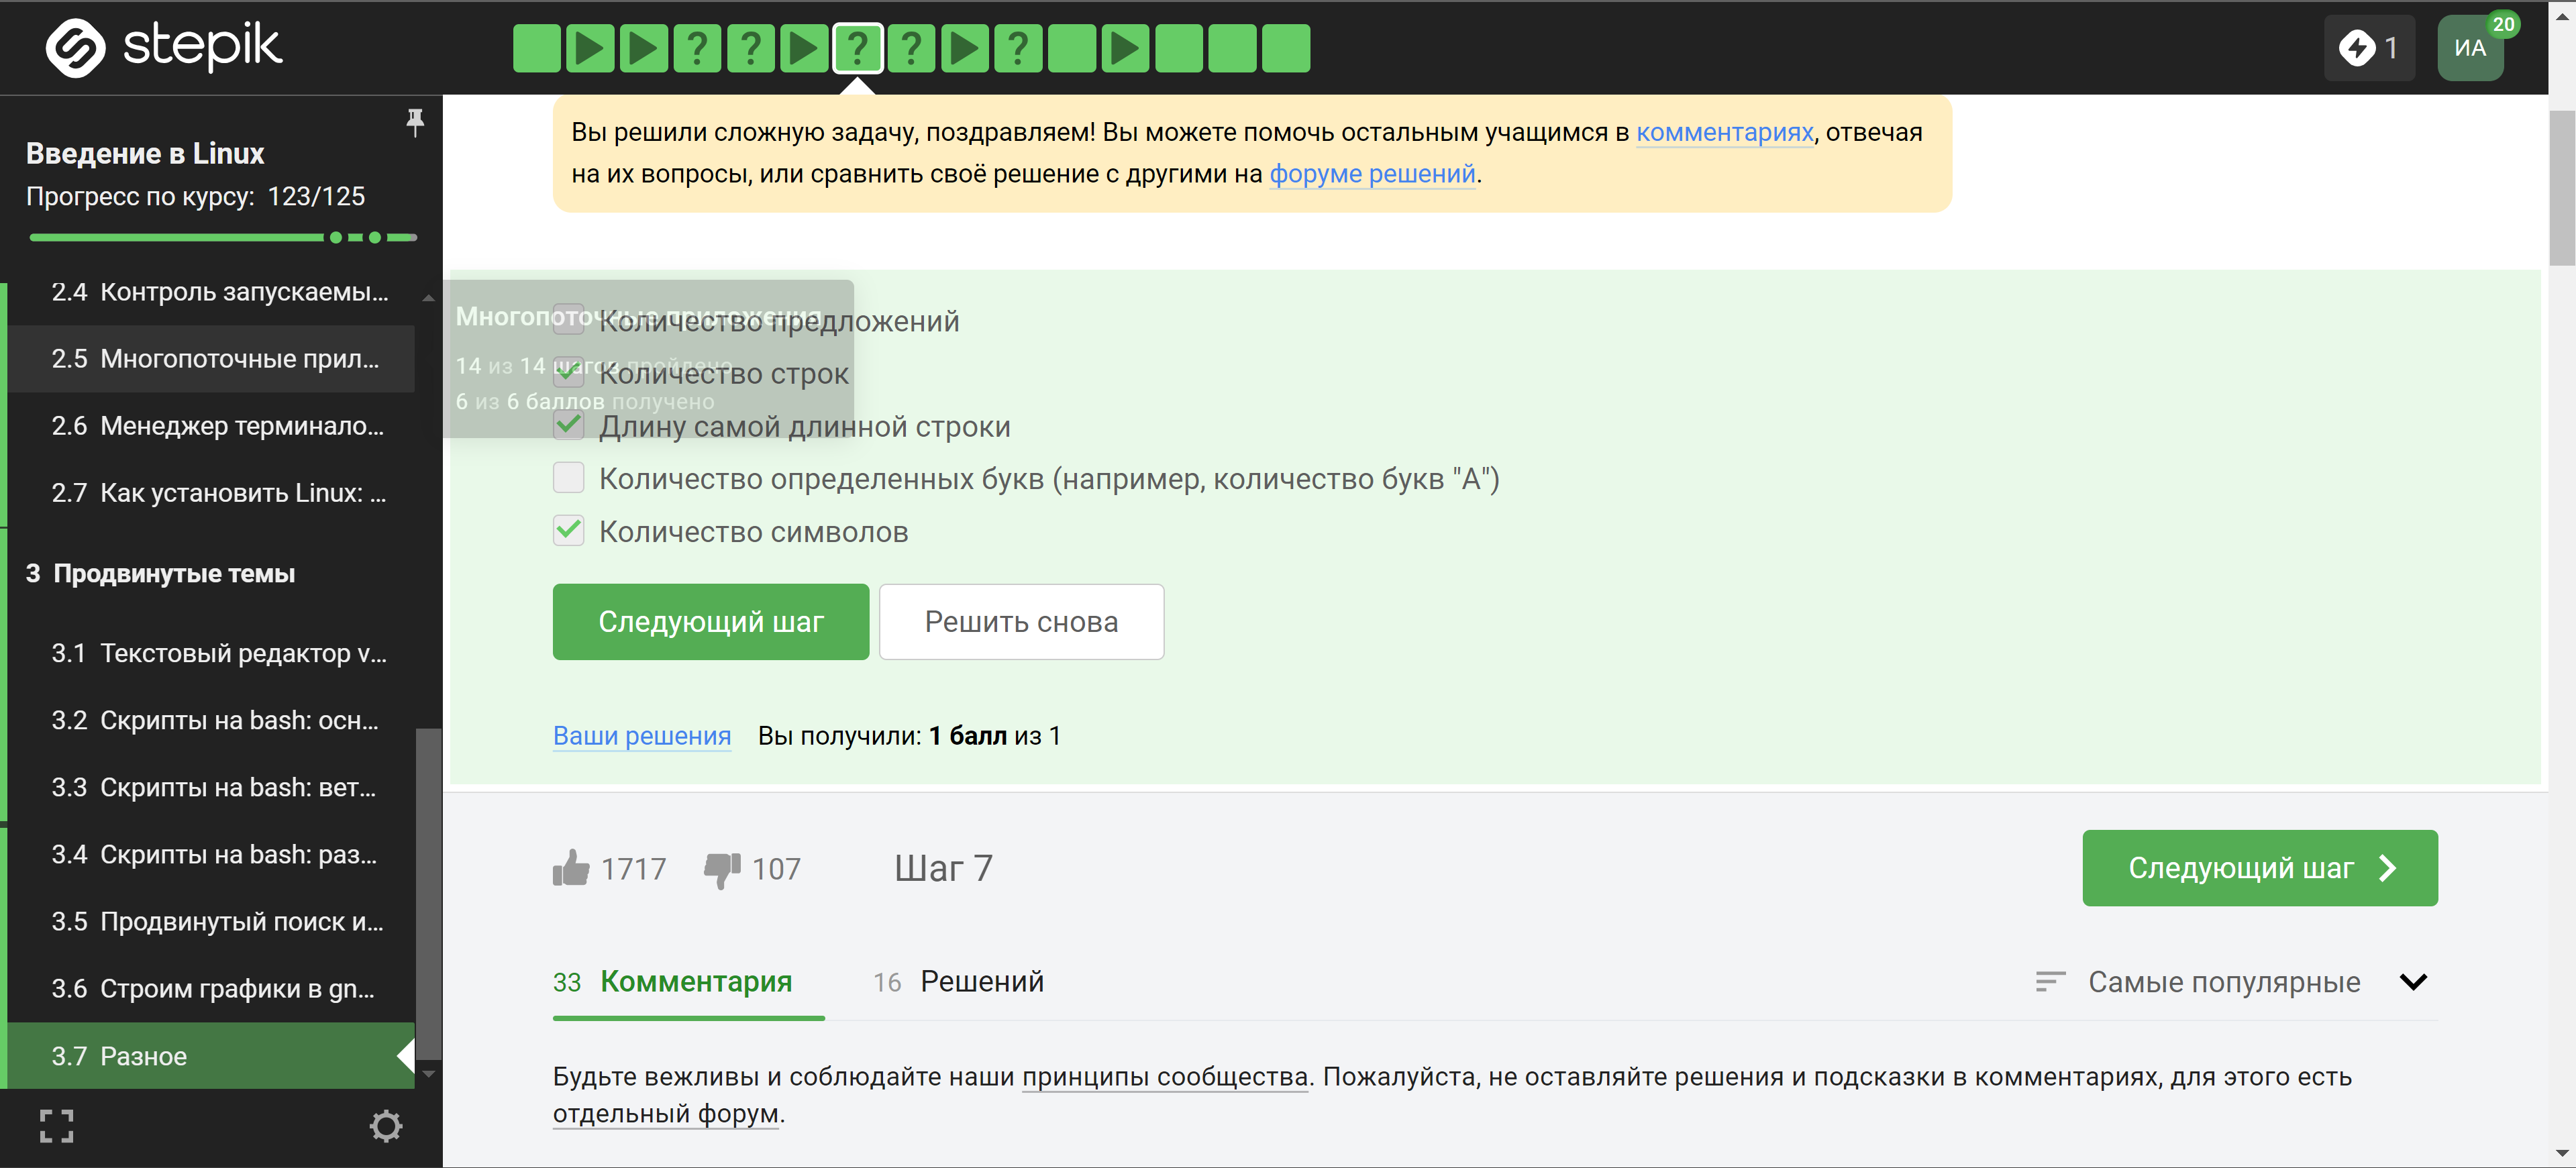 stepik
? ? ? ? ?
1
ИА
20
Введение в Linux
Прогресс по курсу: 123/125
2.4 Контроль запускаемы...
2.5 Многопоточные прил...
2.6 Менеджер терминало...
2.7 Как установить Linux: ...
3 Продвинутые темы
3.1 Текстовый редактор v...
3.2 Скрипты на bash: осн...
3.3 Скрипты на bash: вет...
3.4 Скрипты на bash: раз...
3.5 Продвинутый поиск и...
3.6 Строим графики в gn...
3.7 Разное
Вы решили сложную задачу, поздравляем! Вы можете помочь остальным учащимся в комментариях, отвечая
на их вопросы, или сравнить своё решение с другими на форуме решений.
Многопоточные приложения
14 из 14 шагов пройдено
6 из 6 баллов получено
Количество предложений
Количество строк
Длину самой длинной строки
Количество определенных букв (например, количество букв "А")
Количество символов
Следующий шаг
Решить снова
Ваши решения Вы получили: 1 балл из 1
1717 107 Шаг 7
Следующий шаг
33 Комментария 16 Решений
Самые популярные
Будьте вежливы и соблюдайте наши принципы сообщества. Пожалуйста, не оставляйте решения и подсказки в комментариях, для этого есть
отдельный форум.